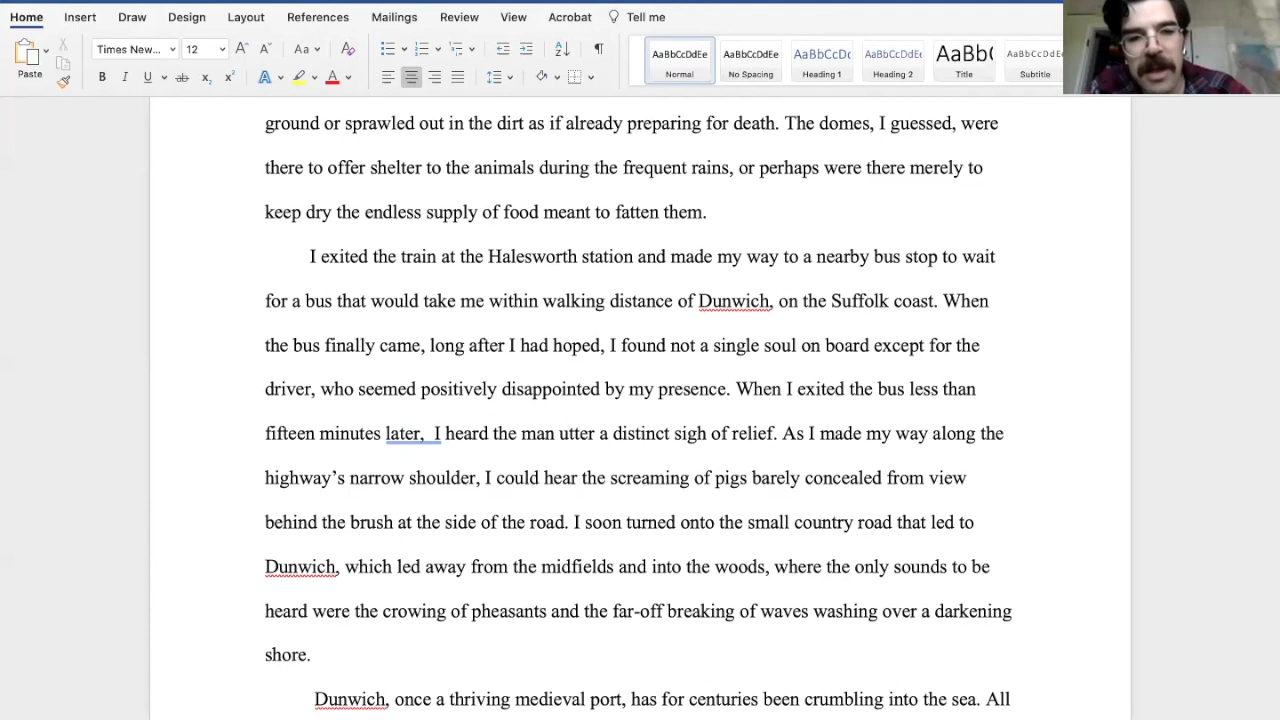 Home Insert Draw Design Layout References Mailings Review View Acrobat Tell me
Paste
Times New... 12 Aa
B I U ab x₂ x² A A
AaBbCcDdEe AaBbCcDdEe AaBbCcDc AaBbCcDdEe AaBbC AaBbCcDdEe
Normal No Spacing Heading 1 Heading 2 Title Subtitle
ground or sprawled out in the dirt as if already preparing for death. The domes, I guessed, were
there to offer shelter to the animals during the frequent rains, or perhaps were there merely to
keep dry the endless supply of food meant to fatten them.
I exited the train at the Halesworth station and made my way to a nearby bus stop to wait
for a bus that would take me within walking distance of Dunwich, on the Suffolk coast. When
the bus finally came, long after I had hoped, I found not a single soul on board except for the
driver, who seemed positively disappointed by my presence. When I exited the bus less than
fifteen minutes later,  I heard the man utter a distinct sigh of relief. As I made my way along the
highway’s narrow shoulder, I could hear the screaming of pigs barely concealed from view
behind the brush at the side of the road. I soon turned onto the small country road that led to
Dunwich, which led away from the midfields and into the woods, where the only sounds to be
heard were the crowing of pheasants and the far-off breaking of waves washing over a darkening
shore.
Dunwich, once a thriving medieval port, has for centuries been crumbling into the sea. All